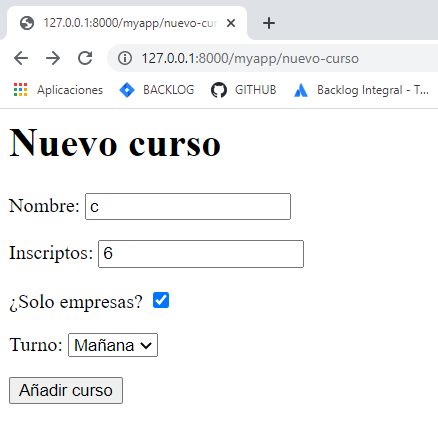 127.0.0.1:8000/myapp/nuevo-cur
127.0.0.1:8000/myapp/nuevo-curso
Aplicaciones BACKLOG GITHUB Backlog Integral - T...
Nuevo curso
Nombre: c
Inscriptos: 6
¿Solo empresas?
Turno: Mañana
Añadir curso